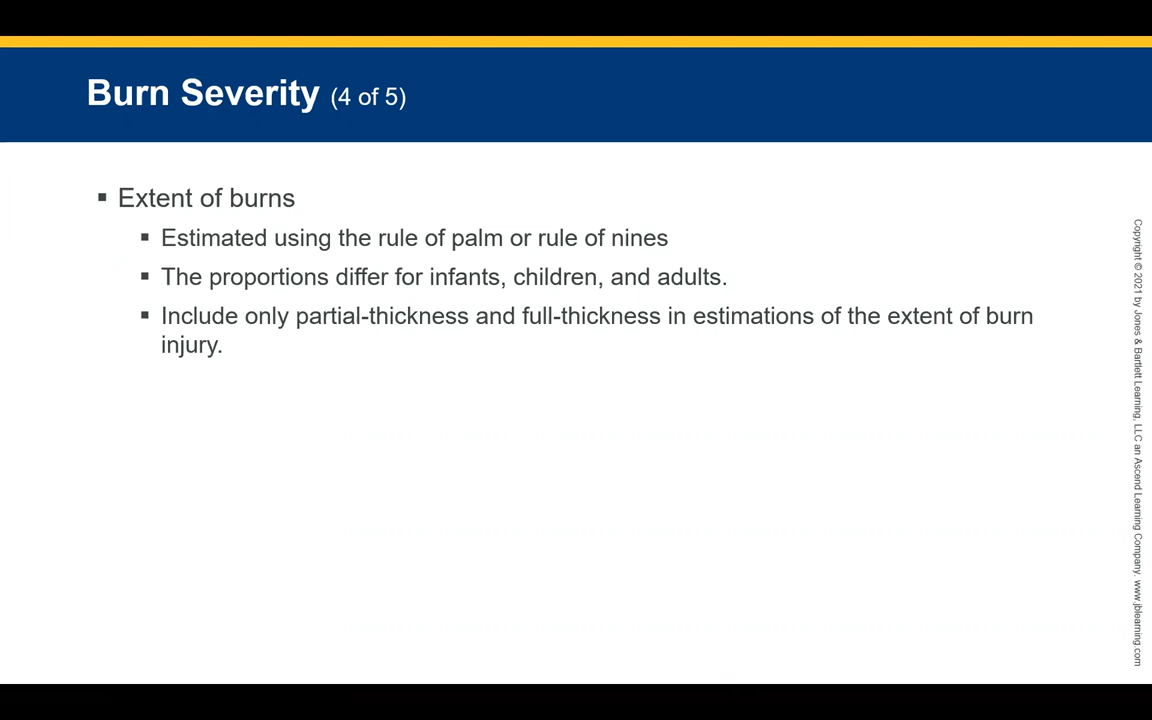 Burn Severity (4 of 5)
▪ Extent of burns
▪ Estimated using the rule of palm or rule of nines
▪ The proportions differ for infants, children, and adults.
▪ Include only partial-thickness and full-thickness in estimations of the extent of burn
injury.
Copyright © 2021 by Jones & Bartlett Learning, LLC an Ascend Learning Company. www.jblearning.com